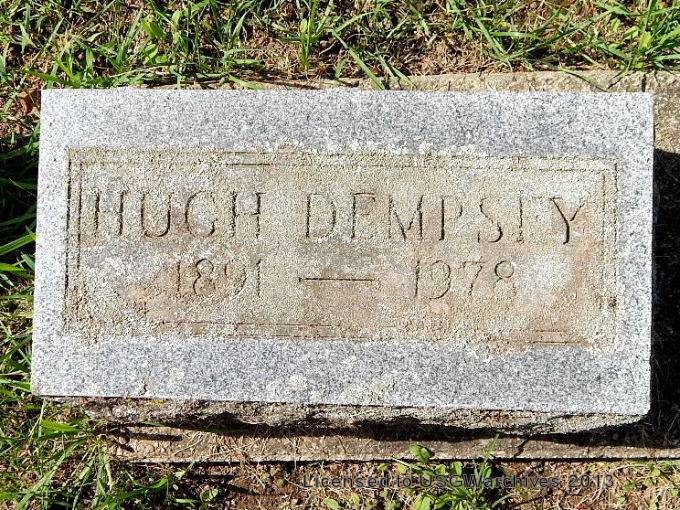 HUGH DEMPSEY
1891 — 1978
Licensed to USGWarchives 2013